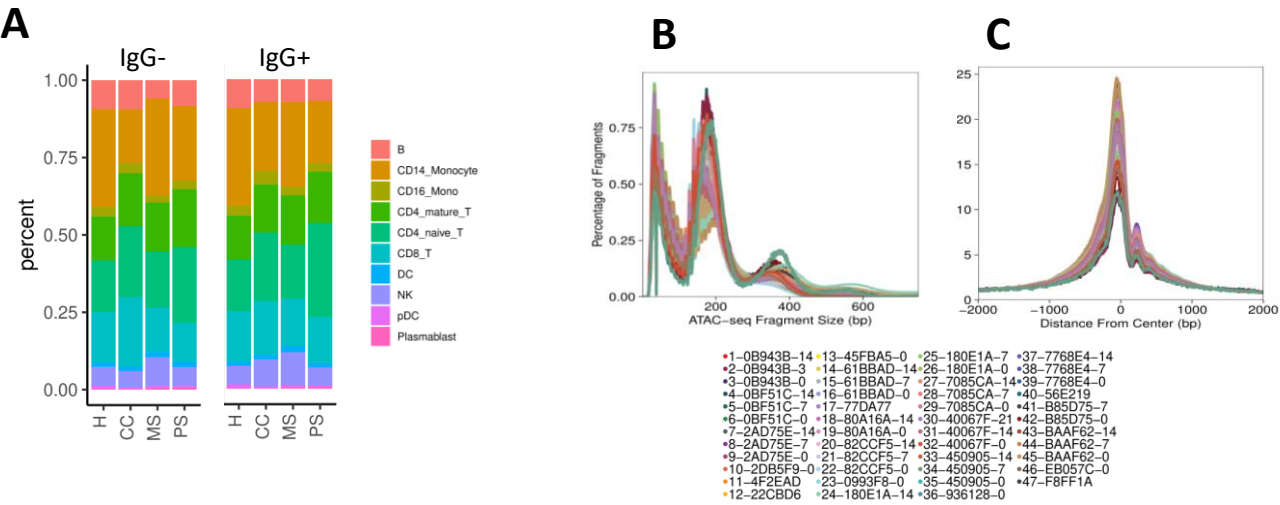 A
B
C
IgG-
IgG+
percent
1.00
0.75
0.50
0.25
0.00
H
CC
MS
PS
H
CC
MS
PS
B
CD14_Monocyte
CD16_Mono
CD4_mature_T
CD4_naive_T
CD8_T
DC
NK
pDC
Plasmablast
Percentage of Fragments
0.75
0.50
0.25
0.00
200
400
600
ATAC-seq Fragment Size (bp)
25
20
15
10
5
0
-2000
-1000
0
1000
2000
Distance From Center (bp)
1-0B943B-14 13-45FBA5-0 25-180E1A-7 37-7768E4-14
2-0B943B-3 14-61BBAD-14 26-180E1A-0 38-7768E4-7
3-0B943B-0 15-61BBAD-7 27-7085CA-14 39-7768E4-0
4-0BF51C-14 16-61BBAD-0 28-7085CA-7 40-56E219
5-0BF51C-7 17-77DA77 29-7085CA-0 41-B85D75-7
6-0BF51C-0 18-80A16A-14 30-40067F-21 42-B85D75-0
7-2AD75E-14 19-80A16A-0 31-40067F-14 43-BAAF62-14
8-2AD75E-7 20-82CCF5-14 32-40067F-0 44-BAAF62-7
9-2AD75E-0 21-82CCF5-7 33-450905-14 45-BAAF62-0
10-2DB5F9-0 22-82CCF5-0 34-450905-7 46-EB057C-0
11-4F2EAD 23-0993F8-0 35-450905-0 47-F8FF1A
12-22CBD6 24-180E1A-14 36-936128-0